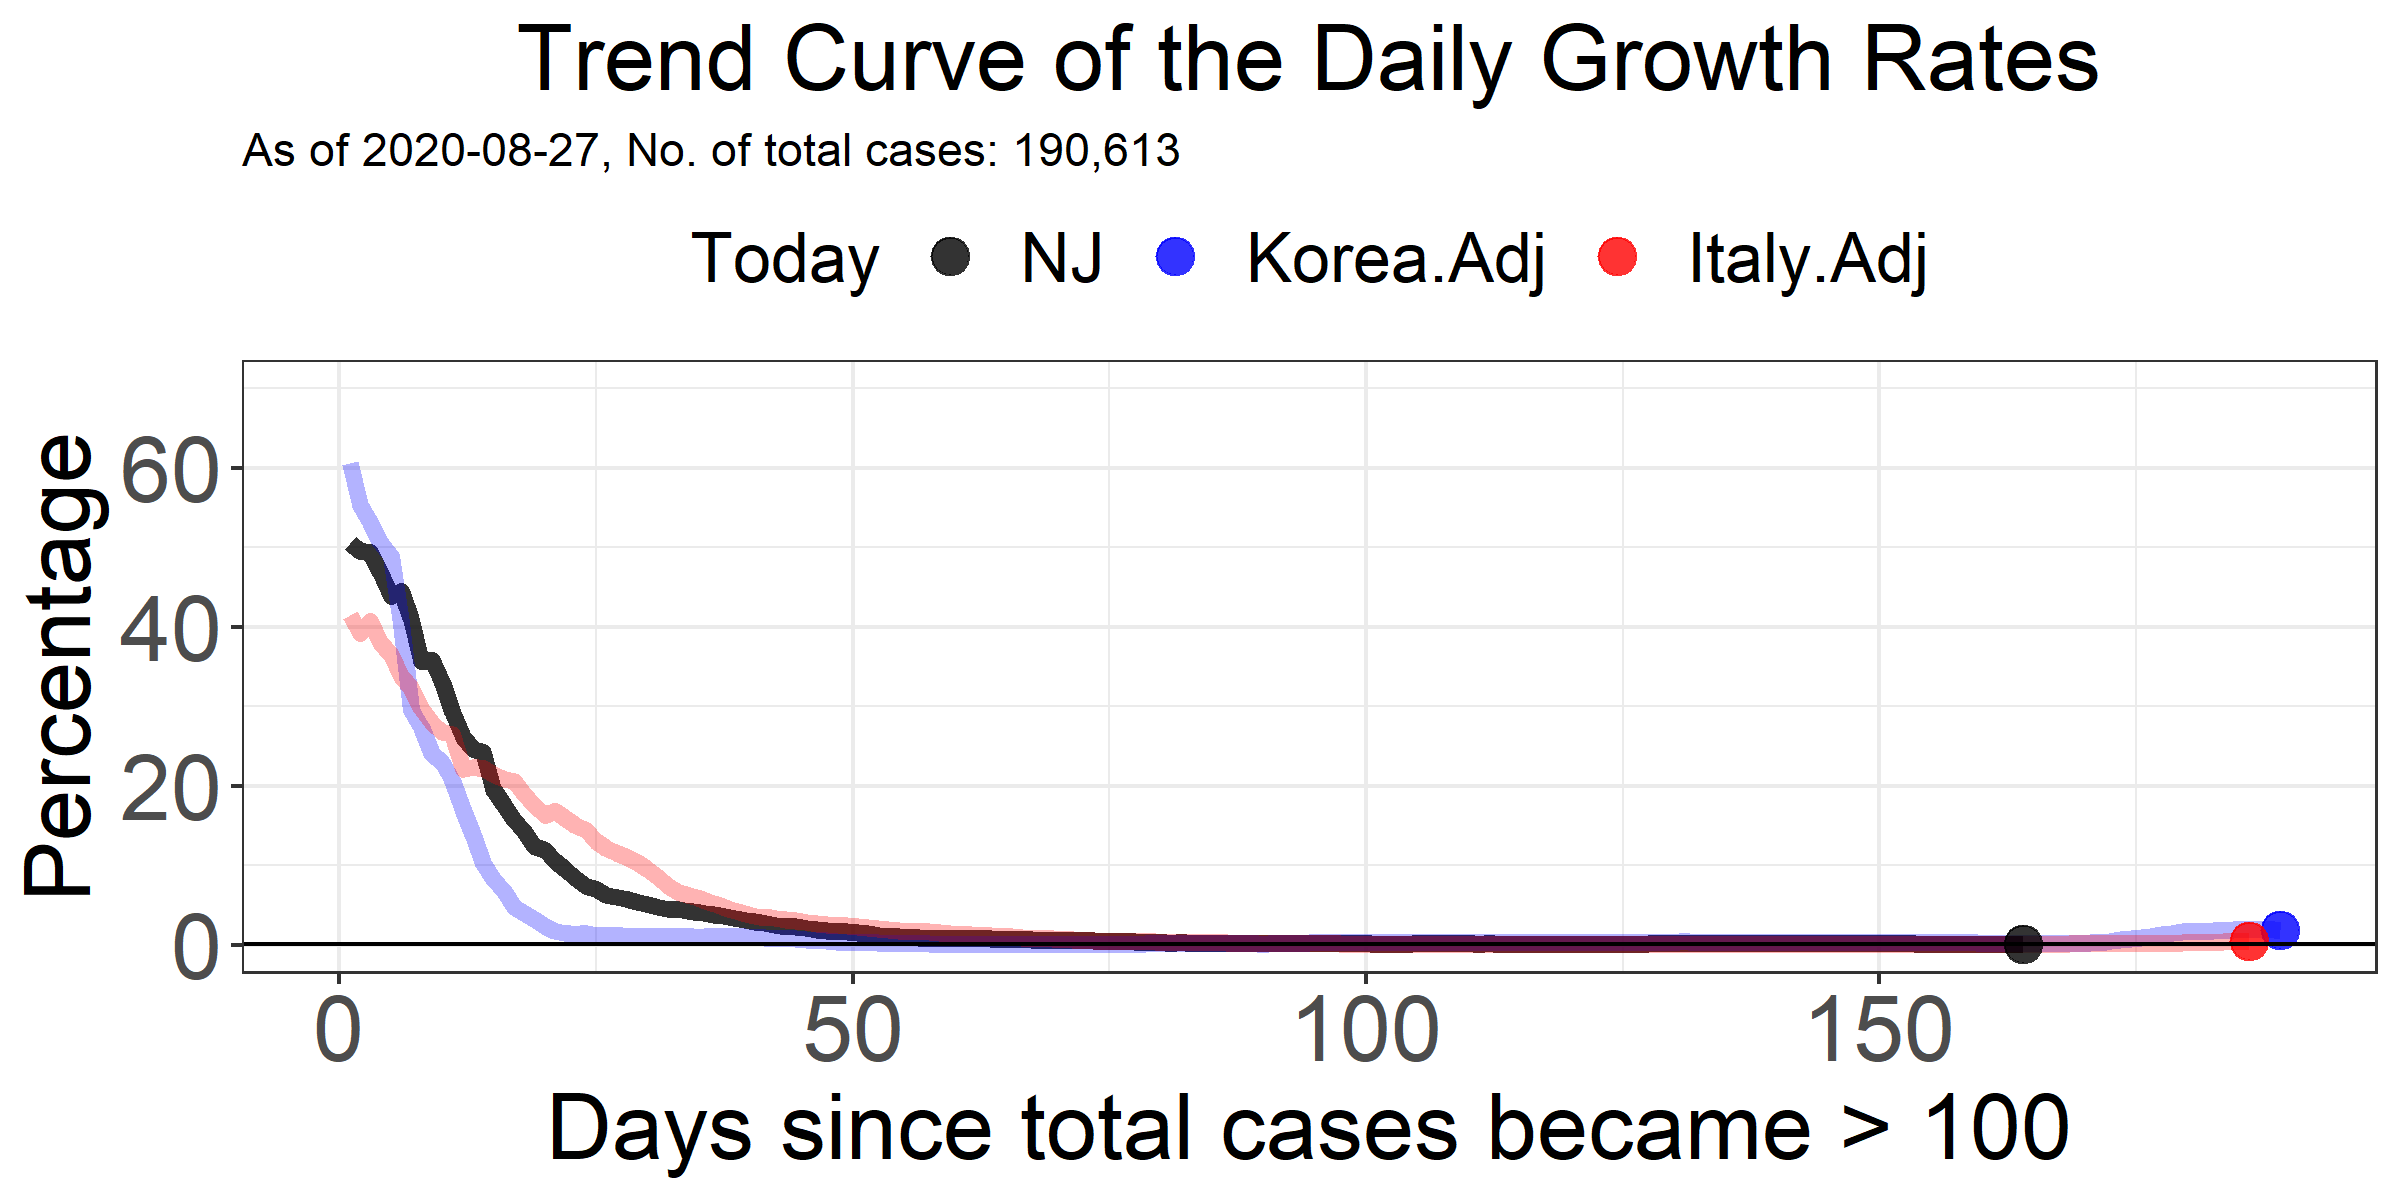 Trend Curve of the Daily Growth Rates
As of 2020-08-27, No. of total cases: 190,613
Today NJ Korea.Adj Italy.Adj
Percentage
60
40
20
0
0 50 100 150
Days since total cases became > 100